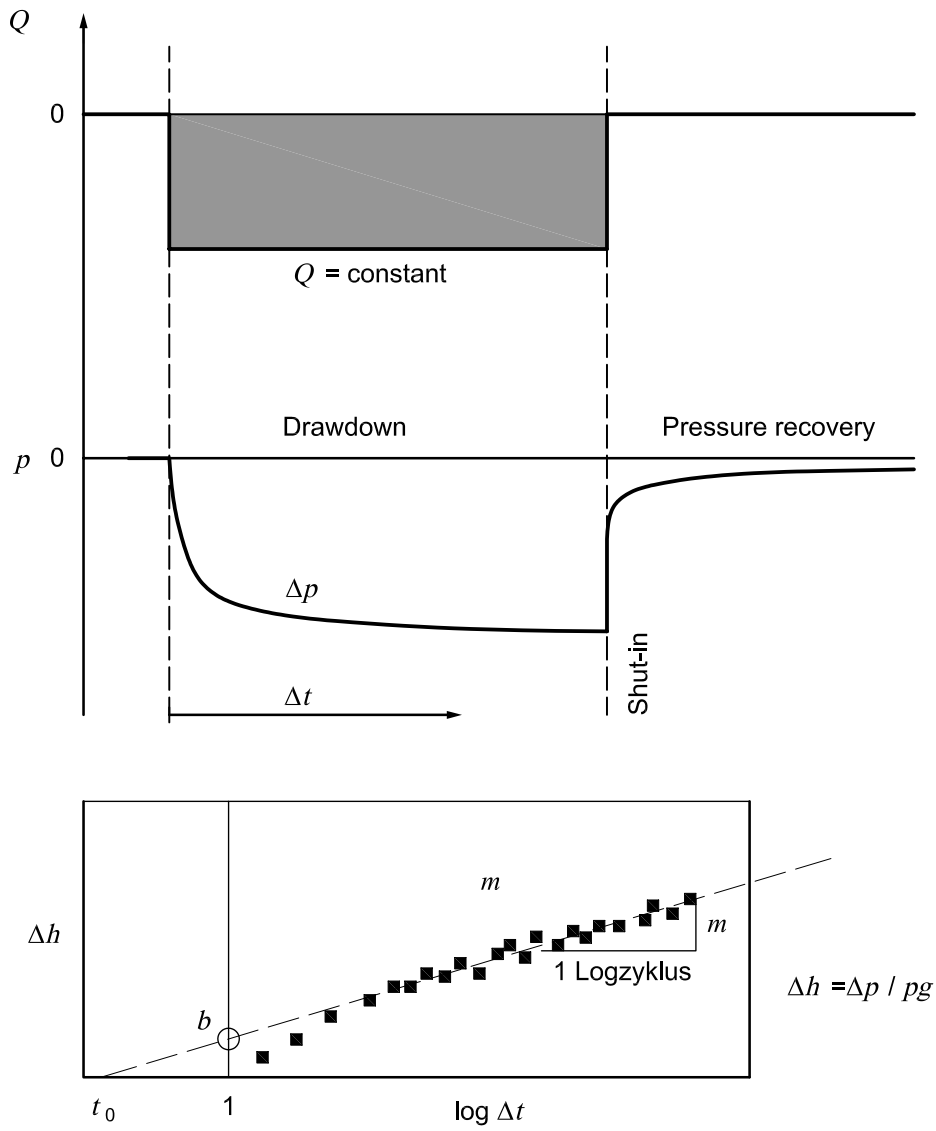 Q
0
Q = constant
Drawdown
Pressure recovery
p 0
Δp
Shut-in
Δt
m
Δh
m
1 Logzyklus
Δh = Δp / pg
b
t₀
1
log Δt